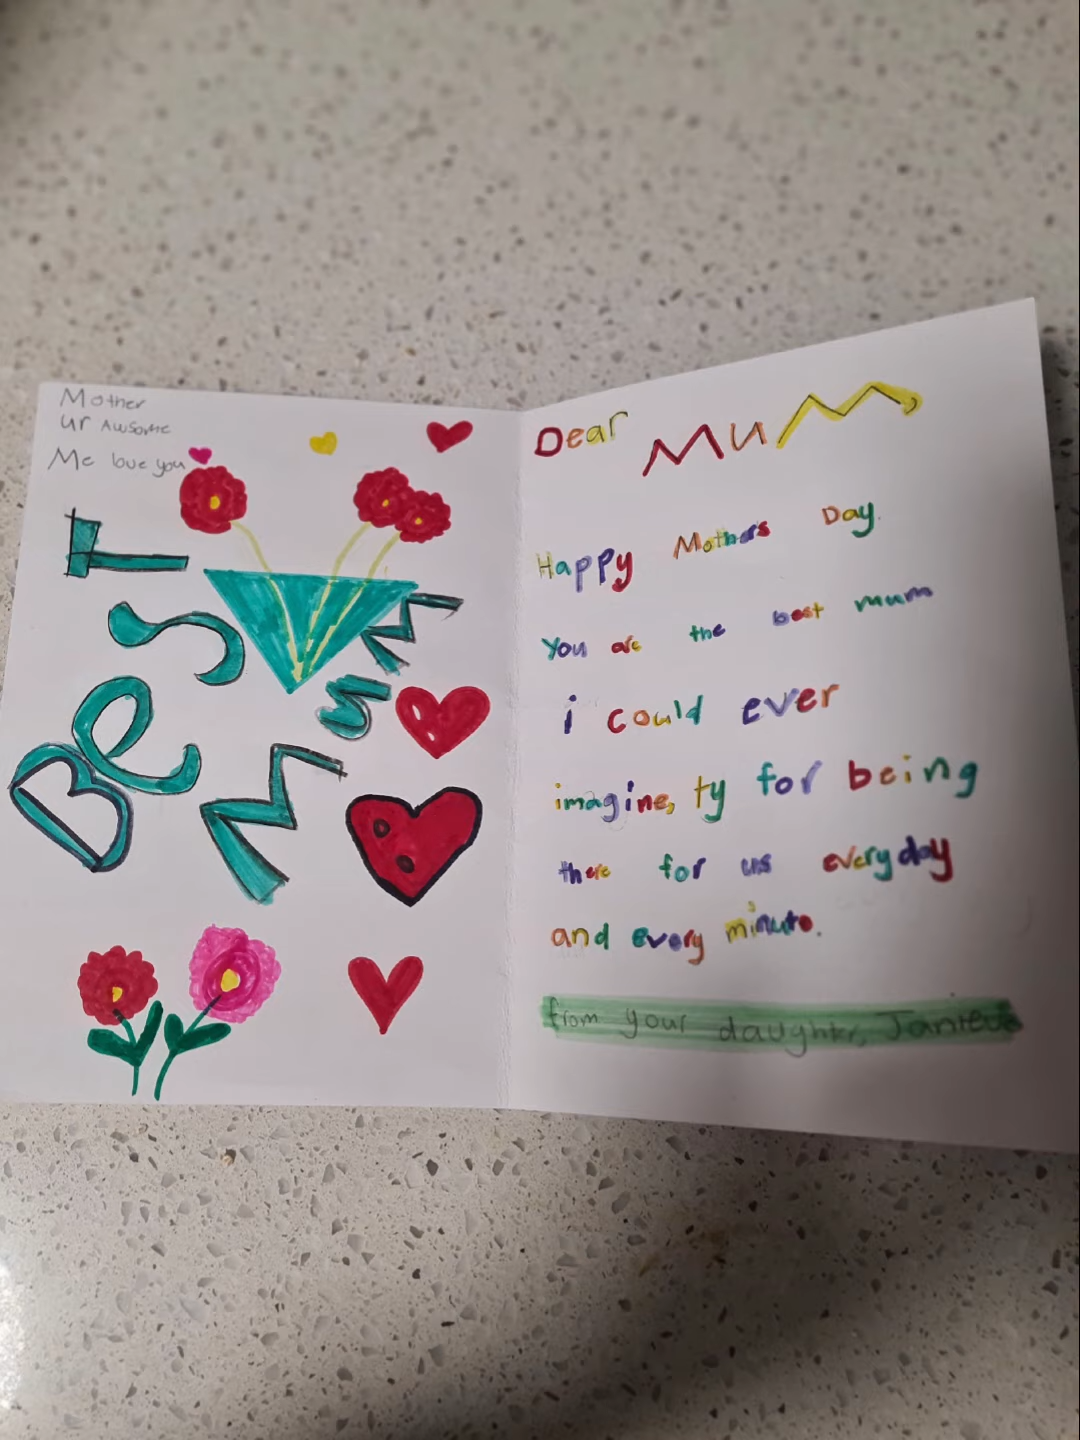 Mother
ur Awsome
Me love you
BesT
Mum
Dear MuM
Happy Mothers Day.
You are the best mum
i could ever
imagine, ty for being
there for us everyday
and every minute.
from your daughter,